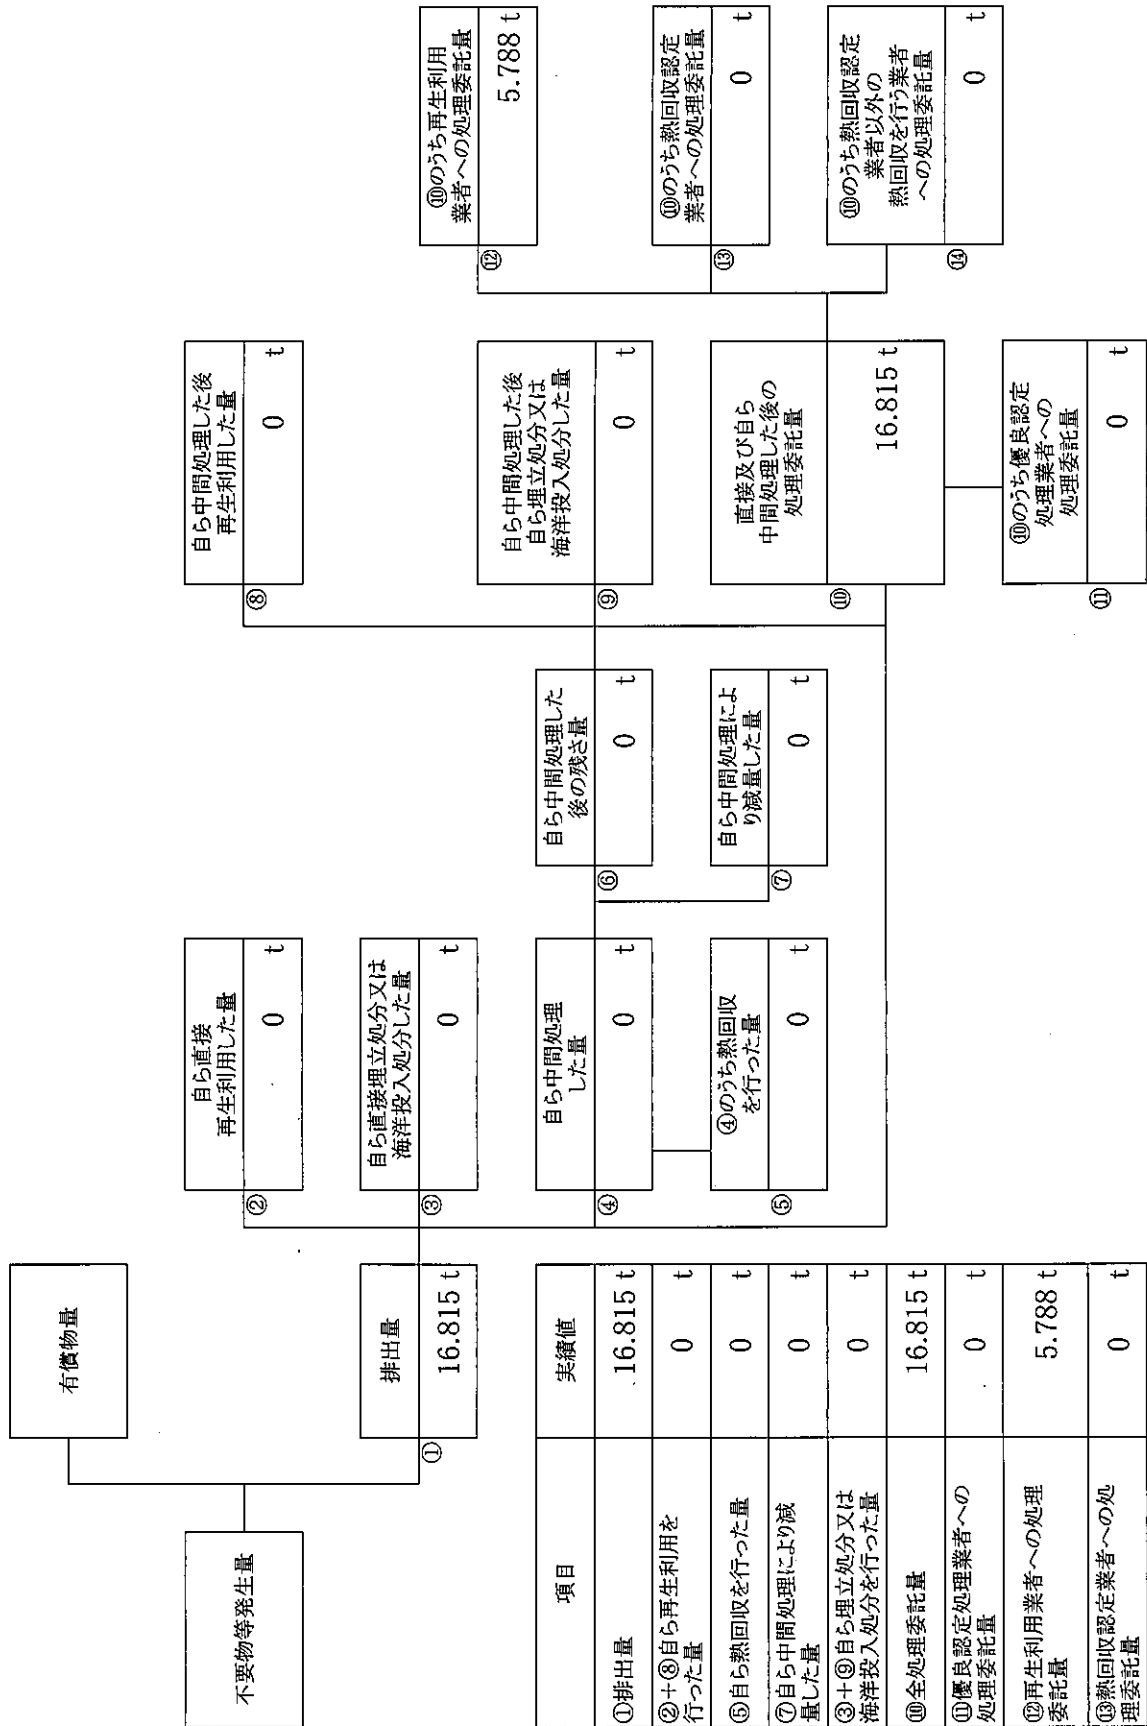 不要物等発生量
有償物量
①
排出量
16.815 t
②
自ら直接
再生利用した量
0 t
③
自ら直接埋立処分又は
海洋投入処分した量
0 t
④
自ら中間処理
した量
0 t
⑤
④のうち熱回収
を行った量
0 t
⑥
自ら中間処理した
後の残さ量
0 t
⑦
自ら中間処理によ
り減量した量
0 t
⑧
自ら中間処理した後
再生利用した量
0 t
⑨
自ら中間処理した後
自ら埋立処分又は
海洋投入処分した量
0 t
⑩
直接及び自ら
中間処理した後の
処理委託量
16.815 t
⑪
⑩のうち優良認定
処理業者への
処理委託量
0 t
⑫
⑩のうち再生利用
業者への処理委託量
5.788 t
⑬
⑩のうち熱回収認定
業者への処理委託量
0 t
⑭
⑩のうち熱回収認定
業者以外の
熱回収を行う業者
への処理委託量
0 t
項目 実績値
①排出量 16.815 t
②+⑧自ら再生利用を
行った量 0 t
⑤自ら熱回収を行った量 0 t
⑦自ら中間処理により減
量した量 0 t
③+⑨自ら埋立処分又は
海洋投入処分を行った量 0 t
⑩全処理委託量 16.815 t
⑪優良認定処理業者への
処理委託量 0 t
⑫再生利用業者への処理
委託量 5.788 t
⑬熱回収認定業者への処
理委託量 0 t